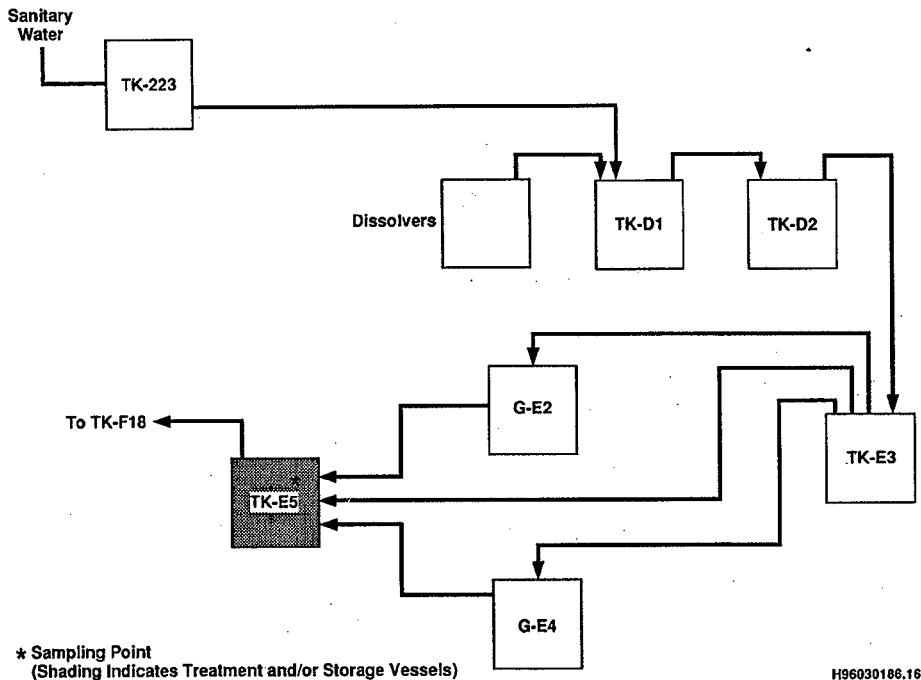 Sanitary
Water
TK-223
Dissolvers
TK-D1
TK-D2
G-E2
To TK-F18
TK-E3
*
TK-E5
G-E4
* Sampling Point
(Shading Indicates Treatment and/or Storage Vessels)
H96030186.16